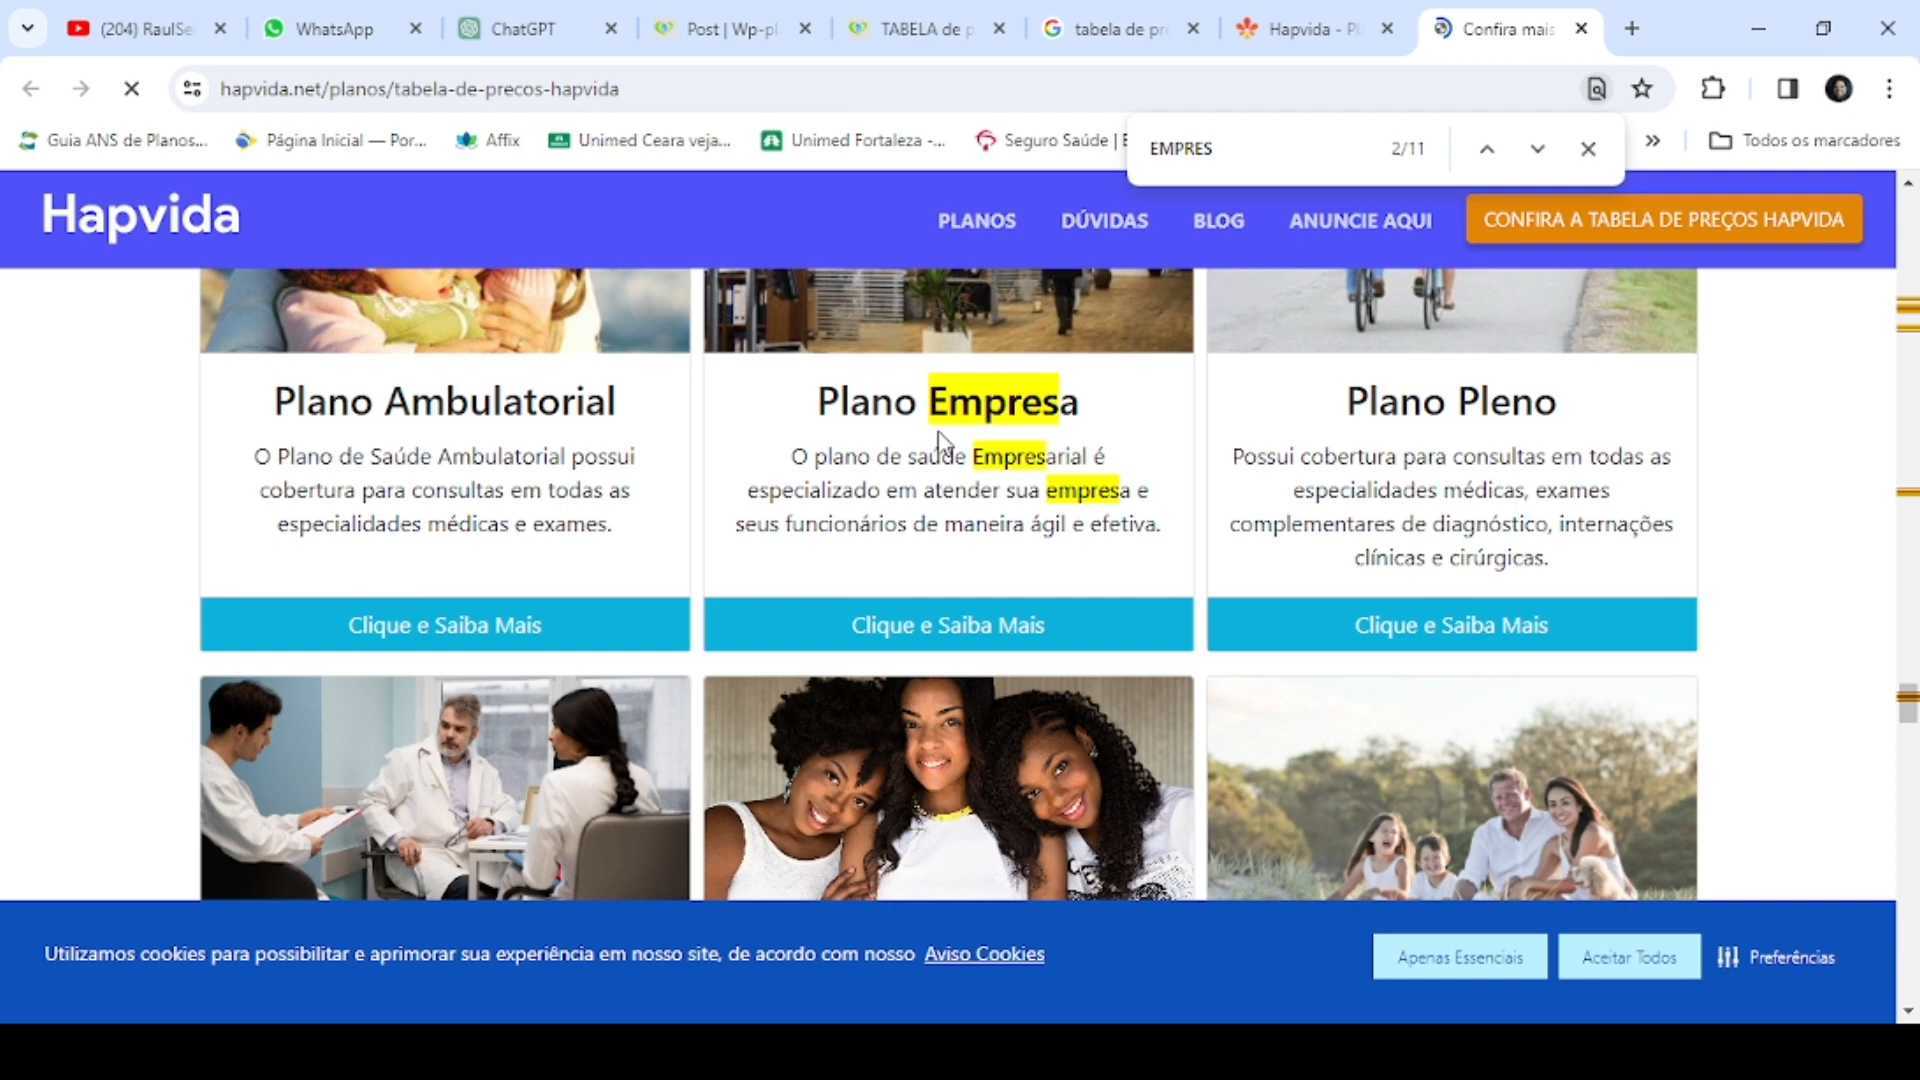 (204) RaulSe
WhatsApp
ChatGPT
Post | Wp-pl
TABELA de p
tabela de pr
Hapvida - Pl
Confira mais
hapvida.net/planos/tabela-de-precos-hapvida
Guia ANS de Planos...
Página Inicial — Por...
Affix
Unimed Ceara veja...
Unimed Fortaleza -...
Seguro Saúde | E
EMPRES
2/11
»
Todos os marcadores
Hapvida
PLANOS
DÚVIDAS
BLOG
ANUNCIE AQUI
CONFIRA A TABELA DE PREÇOS HAPVIDA
Plano Ambulatorial
O Plano de Saúde Ambulatorial possui
cobertura para consultas em todas as
especialidades médicas e exames.
Clique e Saiba Mais
Plano Empresa
O plano de saúde Empresarial é
especializado em atender sua empresa e
seus funcionários de maneira ágil e efetiva.
Clique e Saiba Mais
Plano Pleno
Possui cobertura para consultas em todas as
especialidades médicas, exames
complementares de diagnóstico, internações
clínicas e cirúrgicas.
Clique e Saiba Mais
Utilizamos cookies para possibilitar e aprimorar sua experiência em nosso site, de acordo com nosso Aviso Cookies
Apenas Essenciais
Aceitar Todos
Preferências